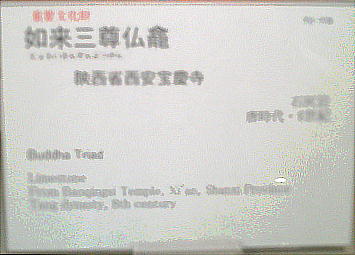 重要文化財
如来三尊仏龕
陝西省西安宝慶寺
石灰岩
唐時代・8世紀
Buddha Triad
Limestone
From Baoqingsi Temple, Xi'an, Shanxi Province
Tang dynasty, 8th century